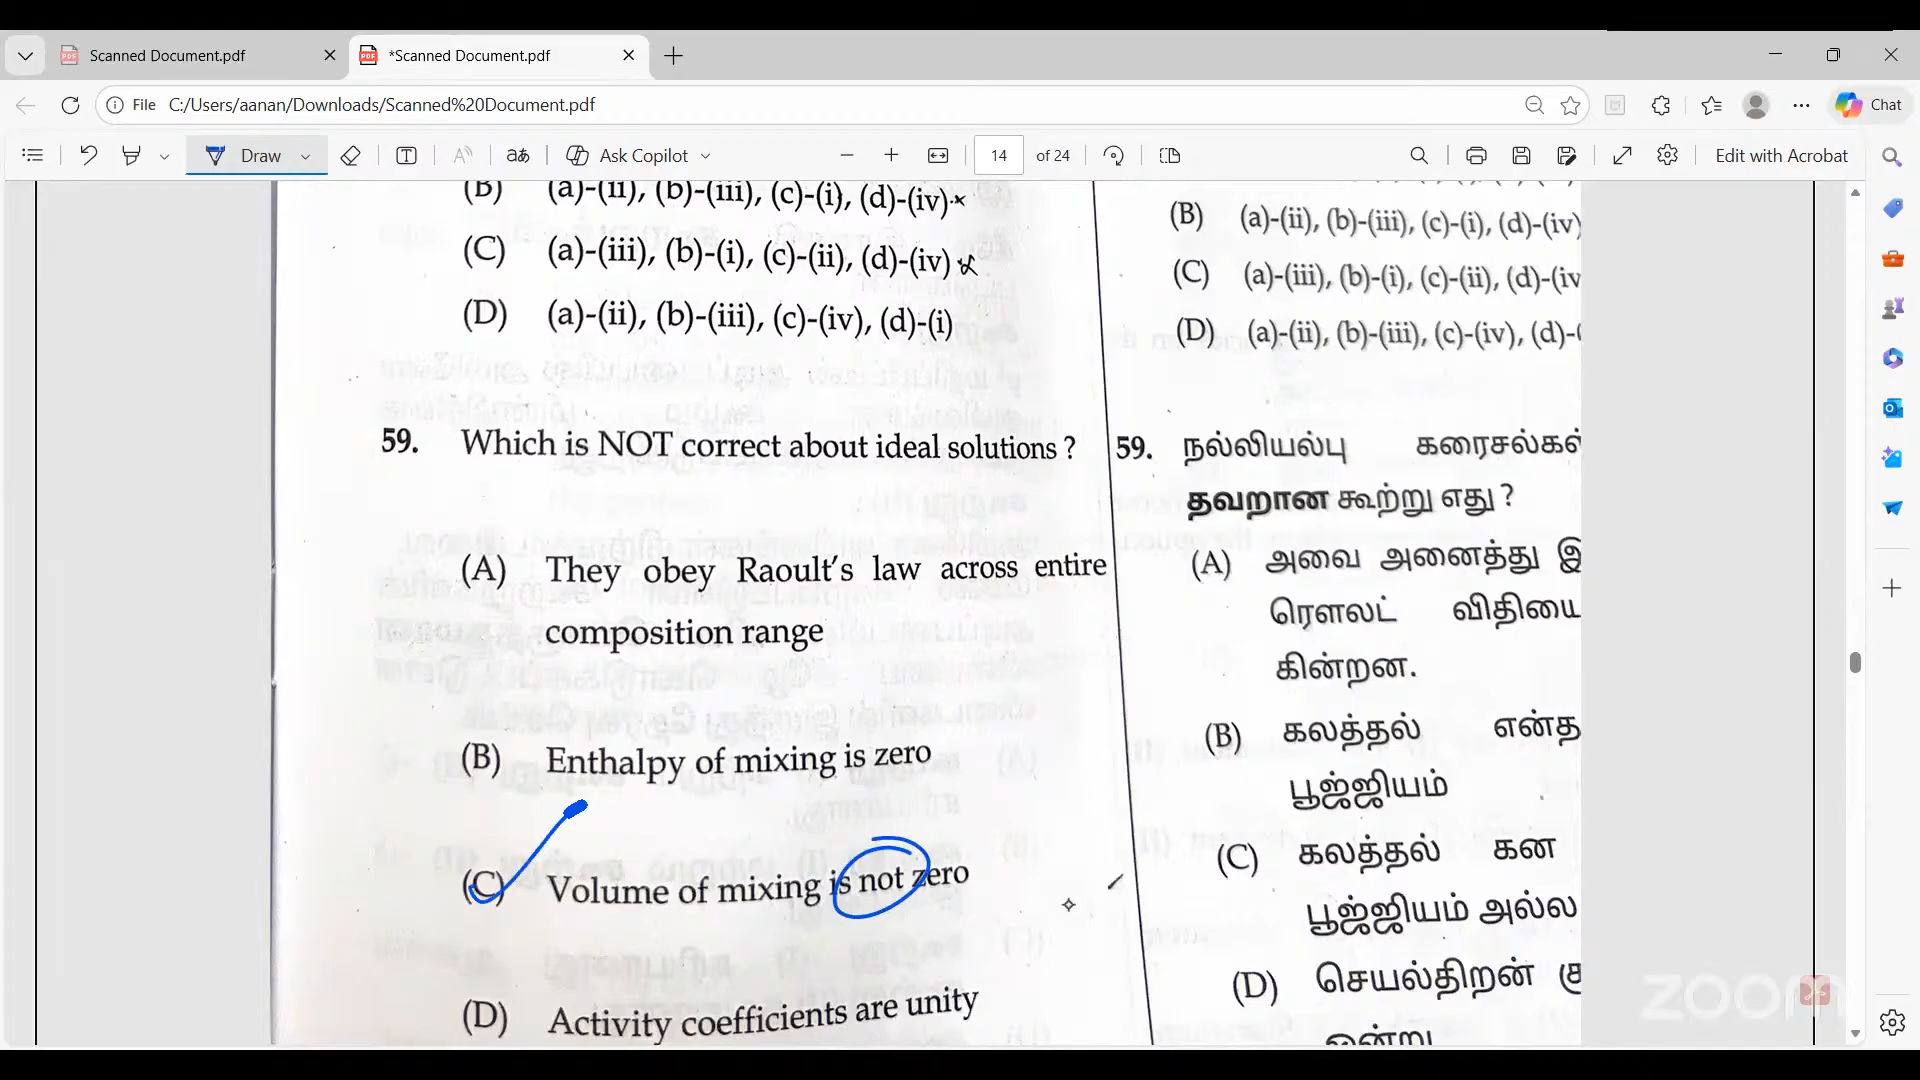 Scanned Document.pdf
*Scanned Document.pdf
File C:/Users/aanan/Downloads/Scanned%20Document.pdf
Chat
Draw
aあ
Ask Copilot
14 of 24
Edit with Acrobat
(B) (a)-(ii), (b)-(iii), (c)-(i), (d)-(iv)
(C) (a)-(iii), (b)-(i), (c)-(ii), (d)-(iv)
(D) (a)-(ii), (b)-(iii), (c)-(iv), (d)-(i)
59. Which is NOT correct about ideal solutions ?
(A) They obey Raoult's law across entire
composition range
(B) Enthalpy of mixing is zero
(C) Volume of mixing is not zero
(D) Activity coefficients are unity
(B) (a)-(ii), (b)-(iii), (c)-(i), (d)-(iv)
(C) (a)-(iii), (b)-(i), (c)-(ii), (d)-(iv
(D) (a)-(ii), (b)-(iii), (c)-(iv), (d)-(
59. நல்லியல்பு கரைசல்கள்
தவறான கூற்று எது ?
(A) அவை அனைத்து இ
ரௌலட் விதியை
கின்றன.
(B) கலத்தல் என்த
பூஜ்ஜியம்
(C) கலத்தல் கன
பூஜ்ஜியம் அல்ல
(D) செயல்திறன் கு
ஒன்று
zoom